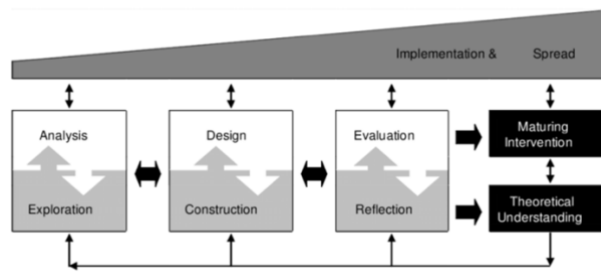 Implementation & Spread
Analysis
Exploration
Design
Construction
Evaluation
Reflection
Maturing
Intervention
Theoretical
Understanding